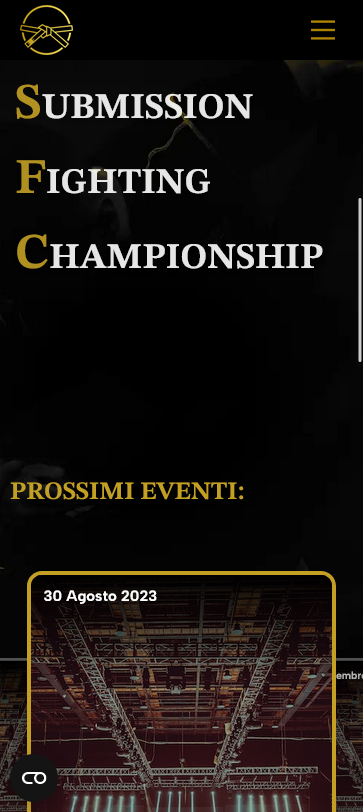 SUBMISSION
FIGHTING
CHAMPIONSHIP
PROSSIMI EVENTI:
30 Agosto 2023